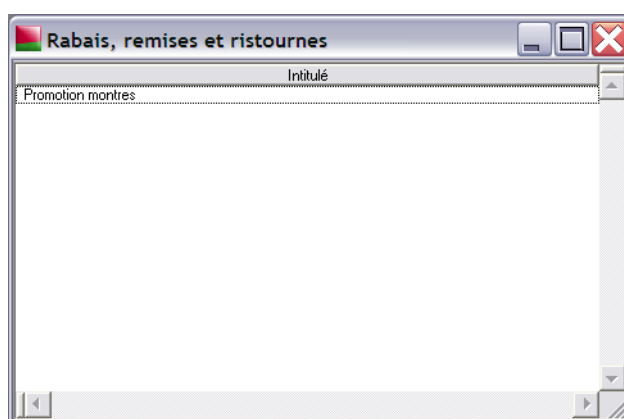 Rabais, remises et ristournes
Intitulé
Promotion montres